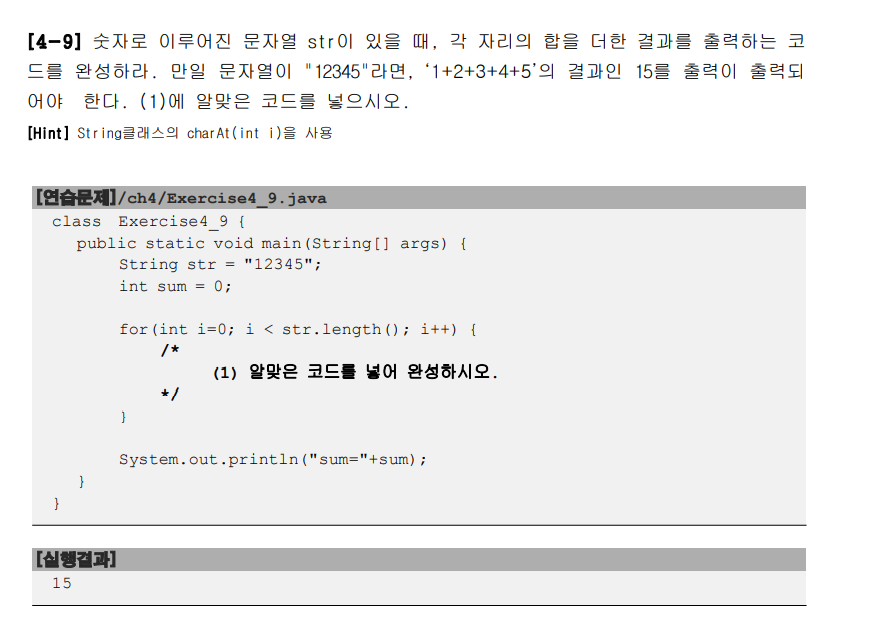 [4-9] 숫자로 이루어진 문자열 str이 있을 때, 각 자리의 합을 더한 결과를 출력하는 코
드를 완성하라. 만일 문자열이 "12345"라면, ‘1+2+3+4+5’의 결과인 15를 출력이 출력되
어야 한다. (1)에 알맞은 코드를 넣으시오.
[Hint] String클래스의 charAt(int i)을 사용
[연습문제]/ch4/Exercise4_9.java
class Exercise4_9 {
public static void main(String[] args) {
String str = "12345";
int sum = 0;
for(int i=0; i < str.length(); i++) {
/*
(1) 알맞은 코드를 넣어 완성하시오.
*/
}
System.out.println("sum="+sum);
}
}
[실행결과]
15